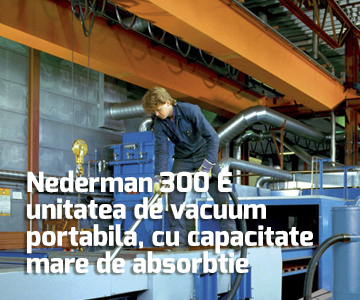 Nederman 300 E
unitatea de vacuum
portabila, cu capacitate
mare de absorbtie